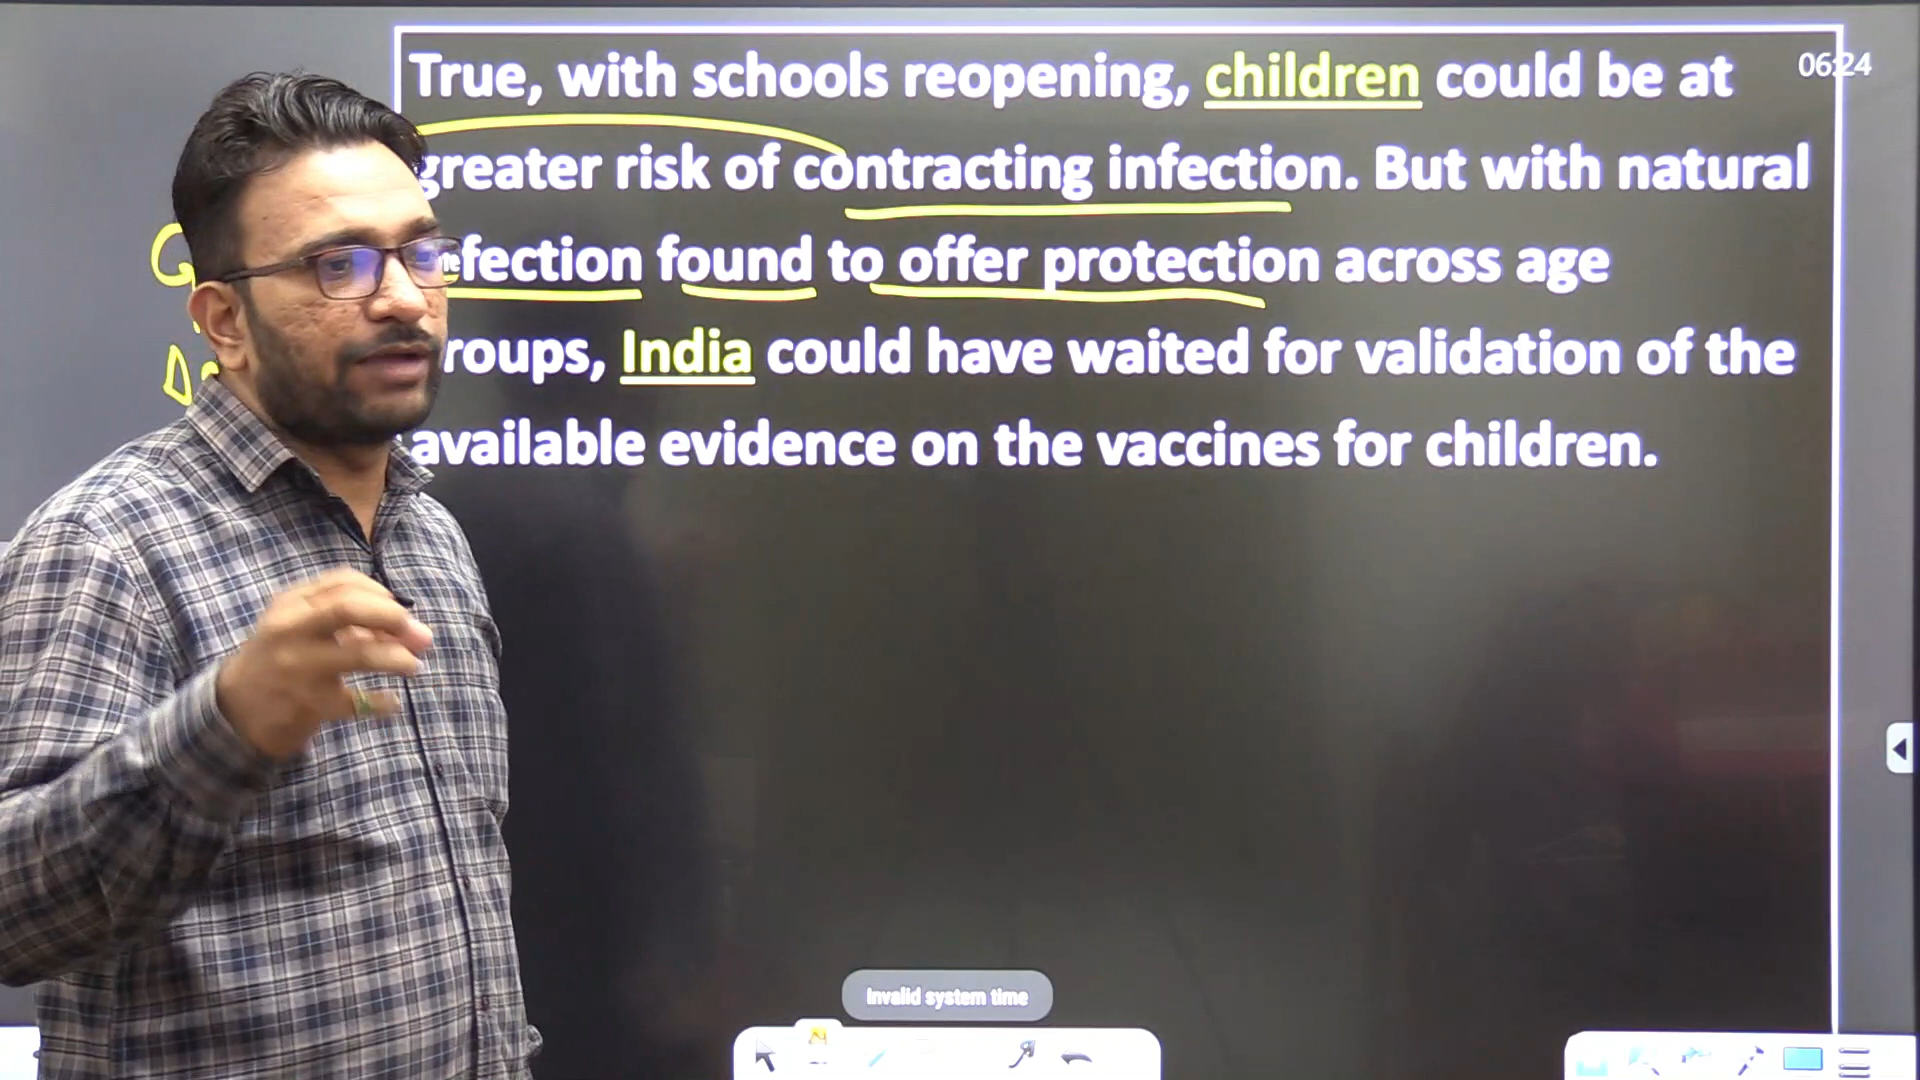 True, with schools reopening, children could be at
06:24
greater risk of contracting infection. But with natural
found to offer protection across age
India could have waited for validation of the
available evidence on the vaccines for children.
Invalid system time